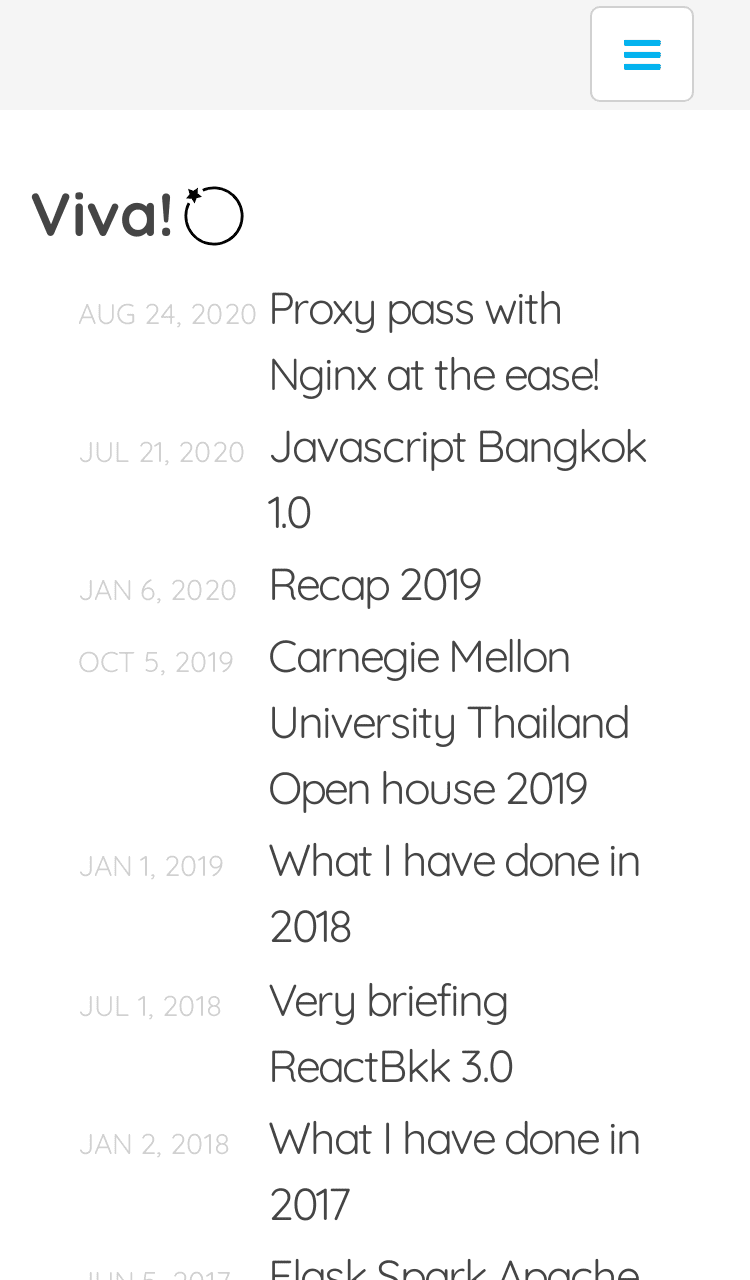 Viva!
AUG 24, 2020 Proxy pass with
Nginx at the ease!
JUL 21, 2020 Javascript Bangkok
1.0
JAN 6, 2020 Recap 2019
OCT 5, 2019 Carnegie Mellon
University Thailand
Open house 2019
JAN 1, 2019 What I have done in
2018
JUL 1, 2018 Very briefing
ReactBkk 3.0
JAN 2, 2018 What I have done in
2017
JUN 5, 2017 Flask Spark Apache